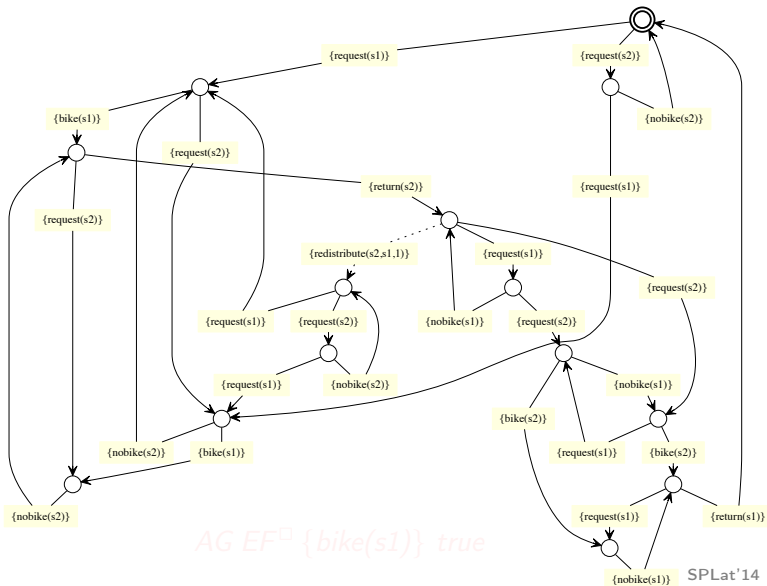 {request(s1)}
{request(s2)}
{bike(s1)}
{nobike(s2)}
{request(s2)}
{return(s2)}
{request(s1)}
{request(s2)}
{redistribute(s2,s1,1)}
{request(s1)}
{request(s2)}
{request(s1)}
{request(s2)}
{nobike(s1)}
{request(s2)}
{request(s1)}
{nobike(s2)}
{nobike(s1)}
{bike(s2)}
{nobike(s2)}
{bike(s1)}
{request(s1)}
{bike(s2)}
{nobike(s2)}
{request(s1)}
{return(s1)}
AG EF□ {bike(s1)} true
{nobike(s1)}
SPLat'14